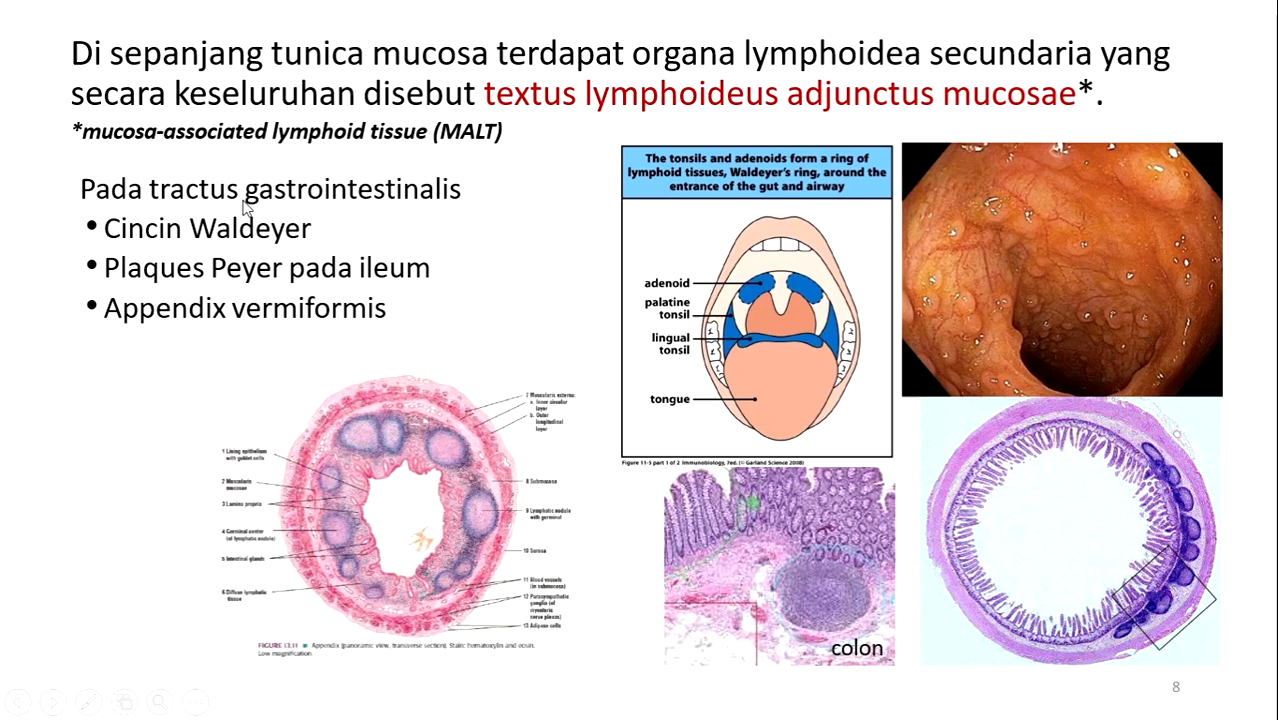 Di sepanjang tunica mucosa terdapat organa lymphoidea secundaria yang
secara keseluruhan disebut textus lymphoideus adjunctus mucosae*.
*mucosa-associated lymphoid tissue (MALT)
Pada tractus gastrointestinalis
• Cincin Waldeyer
• Plaques Peyer pada ileum
• Appendix vermiformis
The tonsils and adenoids form a ring of
lymphoid tissues, Waldeyer's ring, around the
entrance of the gut and airway
adenoid
palatine
tonsil
lingual
tonsil
tongue
Figure 11-5 part 1 of 2 Immunobiology, 7ed. (© Garland Science 2008)
1 Lining epithelium
with goblet cells
2 Muscularis
mucosae
3 Lamina propria
4 Germinal center
(of lymphatic nodule)
5 Intestinal glands
6 Diffuse lymphatic
tissue
7 Muscularis externa:
a. Inner circular
layer
b. Outer
longitudinal
layer
8 Submucosa
9 Lymphatic nodule
with germinal
10 Serosa
11 Blood vessels
(in submucosa)
12 Parasympathetic
ganglia (of
myenteric
nerve plexus)
13 Adipose cells
FIGURE 13.11 ■ Appendix (panoramic view, transverse section). Stain: hematoxylin and eosin.
Low magnification
colon
8